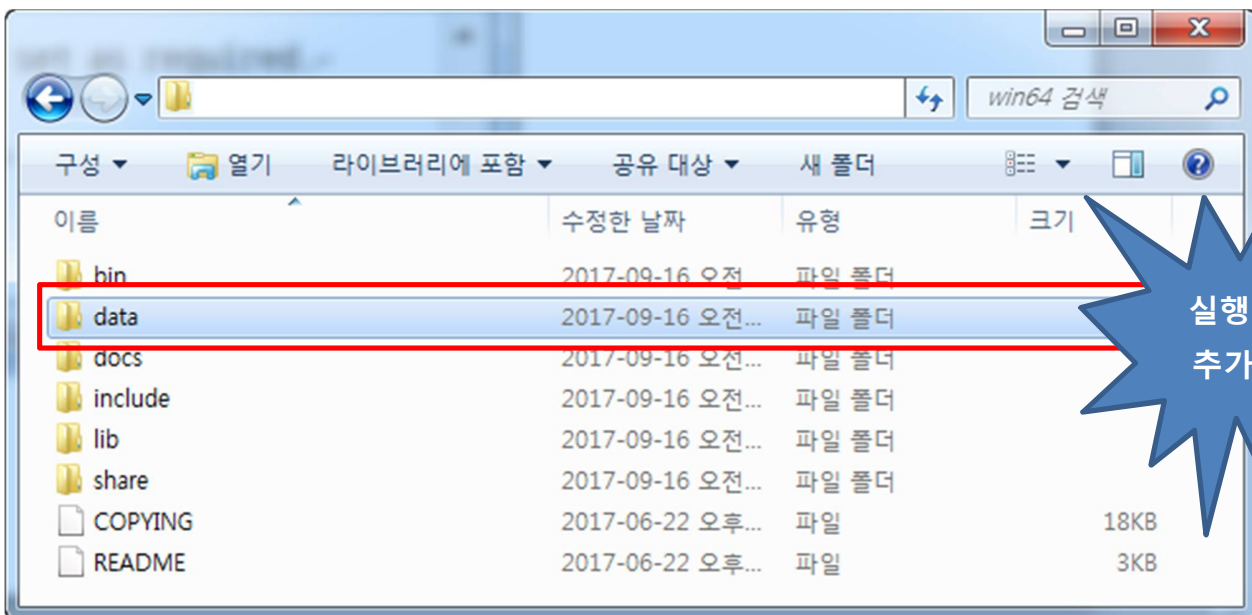 set as required.
win64 검색
구성 열기 라이브러리에 포함 공유 대상 새 폴더
이름 수정한 날짜 유형 크기
bin 2017-09-16 오전 파일 폴더
data 2017-09-16 오전... 파일 폴더
docs 2017-09-16 오전... 파일 폴더
include 2017-09-16 오전... 파일 폴더
lib 2017-09-16 오전... 파일 폴더
share 2017-09-16 오전... 파일 폴더
COPYING 2017-06-22 오후... 파일 18KB
README 2017-06-22 오후... 파일 3KB
실행
추가